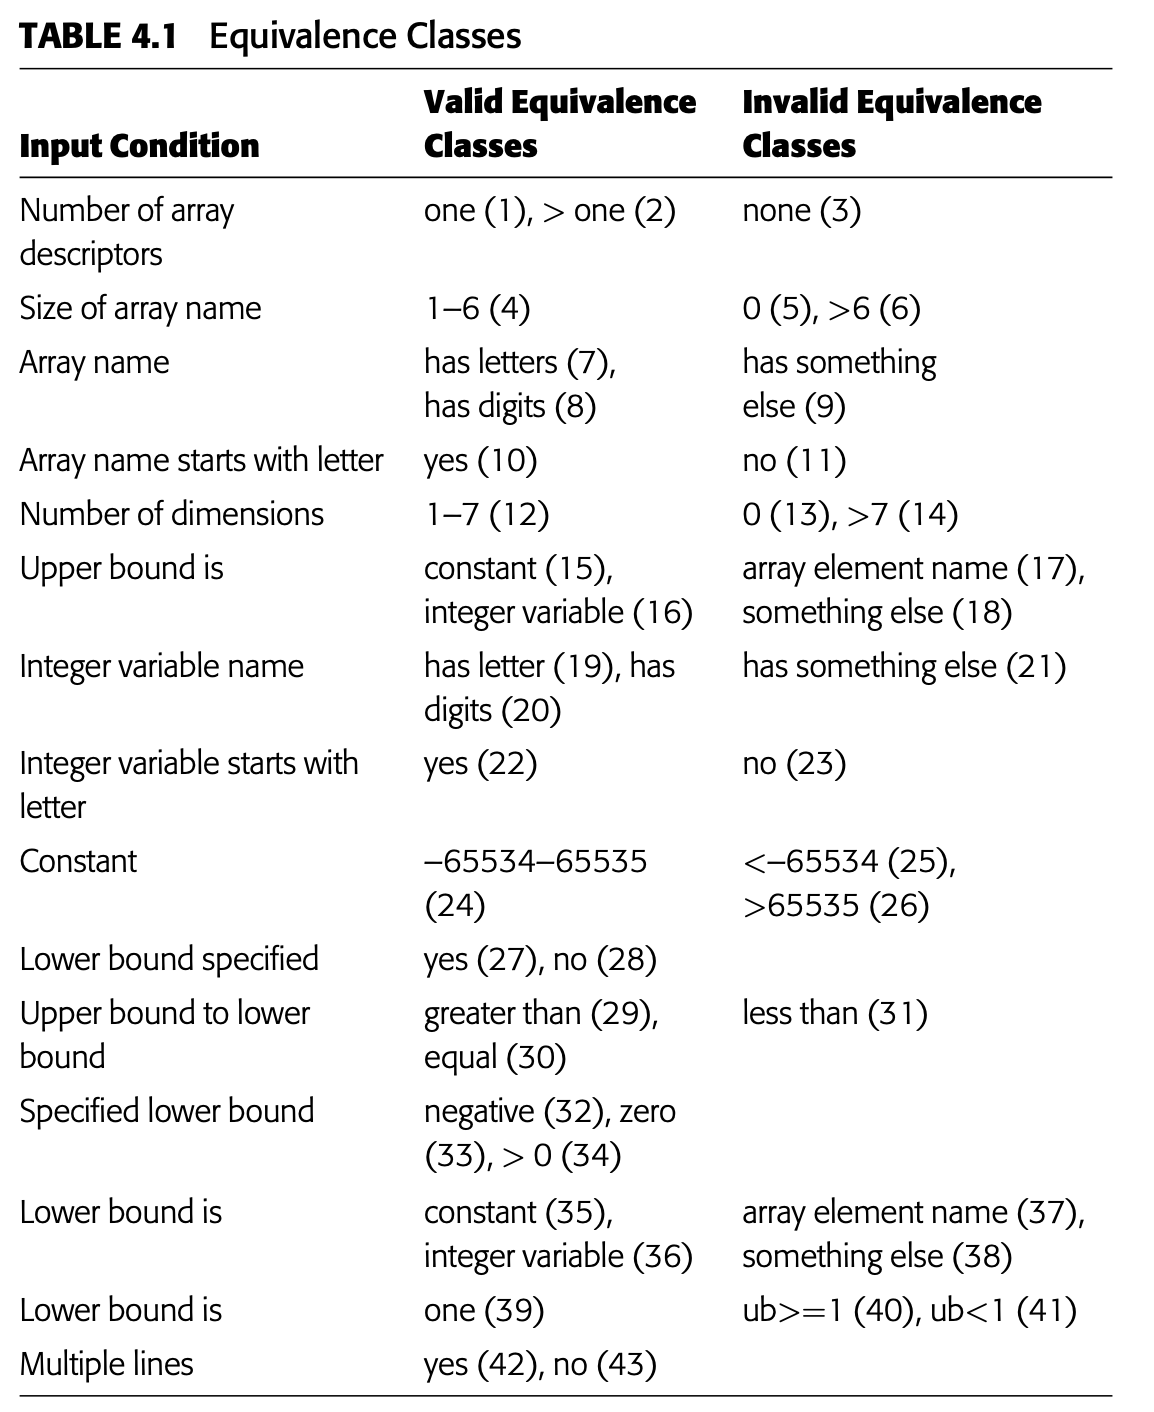 TABLE 4.1 Equivalence Classes
Input Condition Valid Equivalence Classes Invalid Equivalence Classes
Number of array descriptors one (1), > one (2) none (3)
Size of array name 1–6 (4) 0 (5), >6 (6)
Array name has letters (7), has digits (8) has something else (9)
Array name starts with letter yes (10) no (11)
Number of dimensions 1–7 (12) 0 (13), >7 (14)
Upper bound is constant (15), integer variable (16) array element name (17), something else (18)
Integer variable name has letter (19), has digits (20) has something else (21)
Integer variable starts with letter yes (22) no (23)
Constant –65534–65535 (24) <–65534 (25), >65535 (26)
Lower bound specified yes (27), no (28)
Upper bound to lower bound greater than (29), equal (30) less than (31)
Specified lower bound negative (32), zero (33), > 0 (34)
Lower bound is constant (35), integer variable (36) array element name (37), something else (38)
Lower bound is one (39) ub>=1 (40), ub<1 (41)
Multiple lines yes (42), no (43)